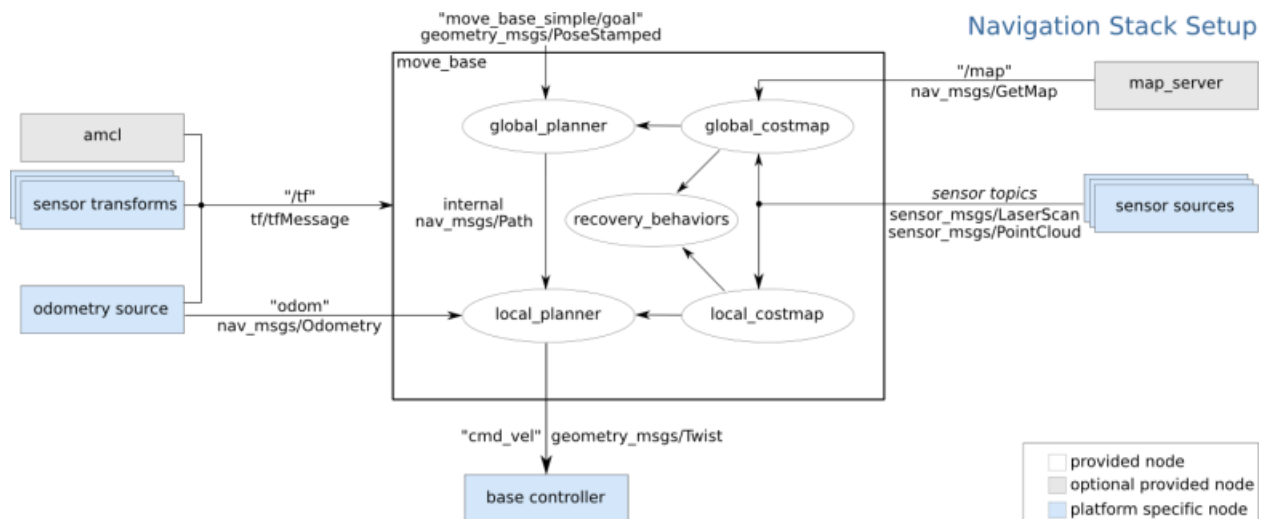 "move_base_simple/goal"
geometry_msgs/PoseStamped
Navigation Stack Setup
move_base
"/map"
nav_msgs/GetMap
map_server
global_planner
global_costmap
amcl
sensor transforms
"/tf"
tf/tfMessage
internal
nav_msgs/Path
recovery_behaviors
sensor topics
sensor_msgs/LaserScan
sensor_msgs/PointCloud
sensor sources
odometry source
"odom"
nav_msgs/Odometry
local_planner
local_costmap
"cmd_vel" geometry_msgs/Twist
base controller
provided node
optional provided node
platform specific node